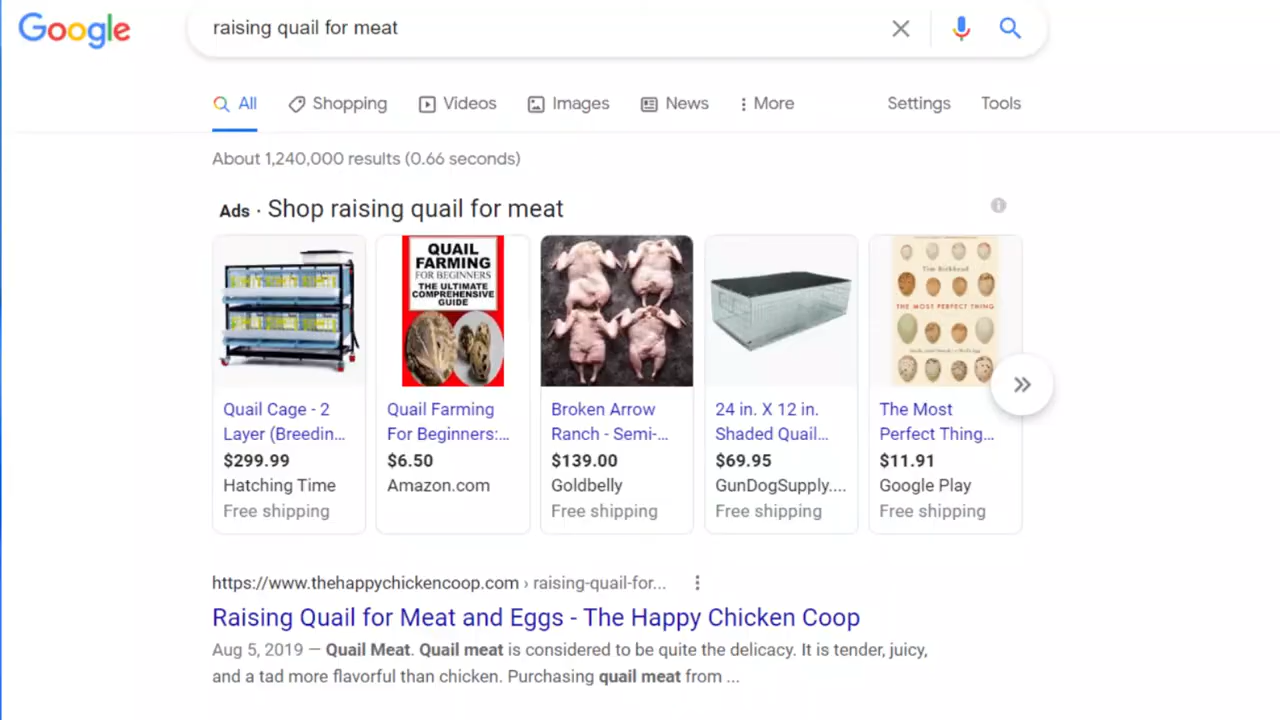 Google
raising quail for meat
All
Shopping
Videos
Images
News
More
Settings
Tools
About 1,240,000 results (0.66 seconds)
Ads · Shop raising quail for meat
QUAIL
FARMING
FOR BEGINNERS
THE ULTIMATE
COMPREHENSIVE
GUIDE
Tim Birkhead
THE MOST PERFECT THING
Quail Cage - 2
Layer (Breedin...
$299.99
Hatching Time
Free shipping
Quail Farming
For Beginners:...
$6.50
Amazon.com
Broken Arrow
Ranch - Semi-...
$139.00
Goldbelly
Free shipping
24 in. X 12 in.
Shaded Quail...
$69.95
GunDogSupply....
Free shipping
The Most
Perfect Thing...
$11.91
Google Play
Free shipping
https://www.thehappychickencoop.com › raising-quail-for...
Raising Quail for Meat and Eggs - The Happy Chicken Coop
Aug 5, 2019 — Quail Meat. Quail meat is considered to be quite the delicacy. It is tender, juicy,
and a tad more flavorful than chicken. Purchasing quail meat from ...